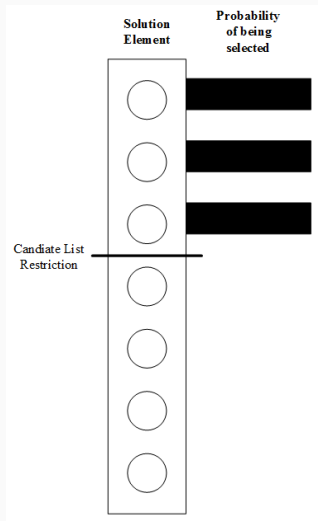 Solution
Element
Probability
of being
selected
Candiate List
Restriction